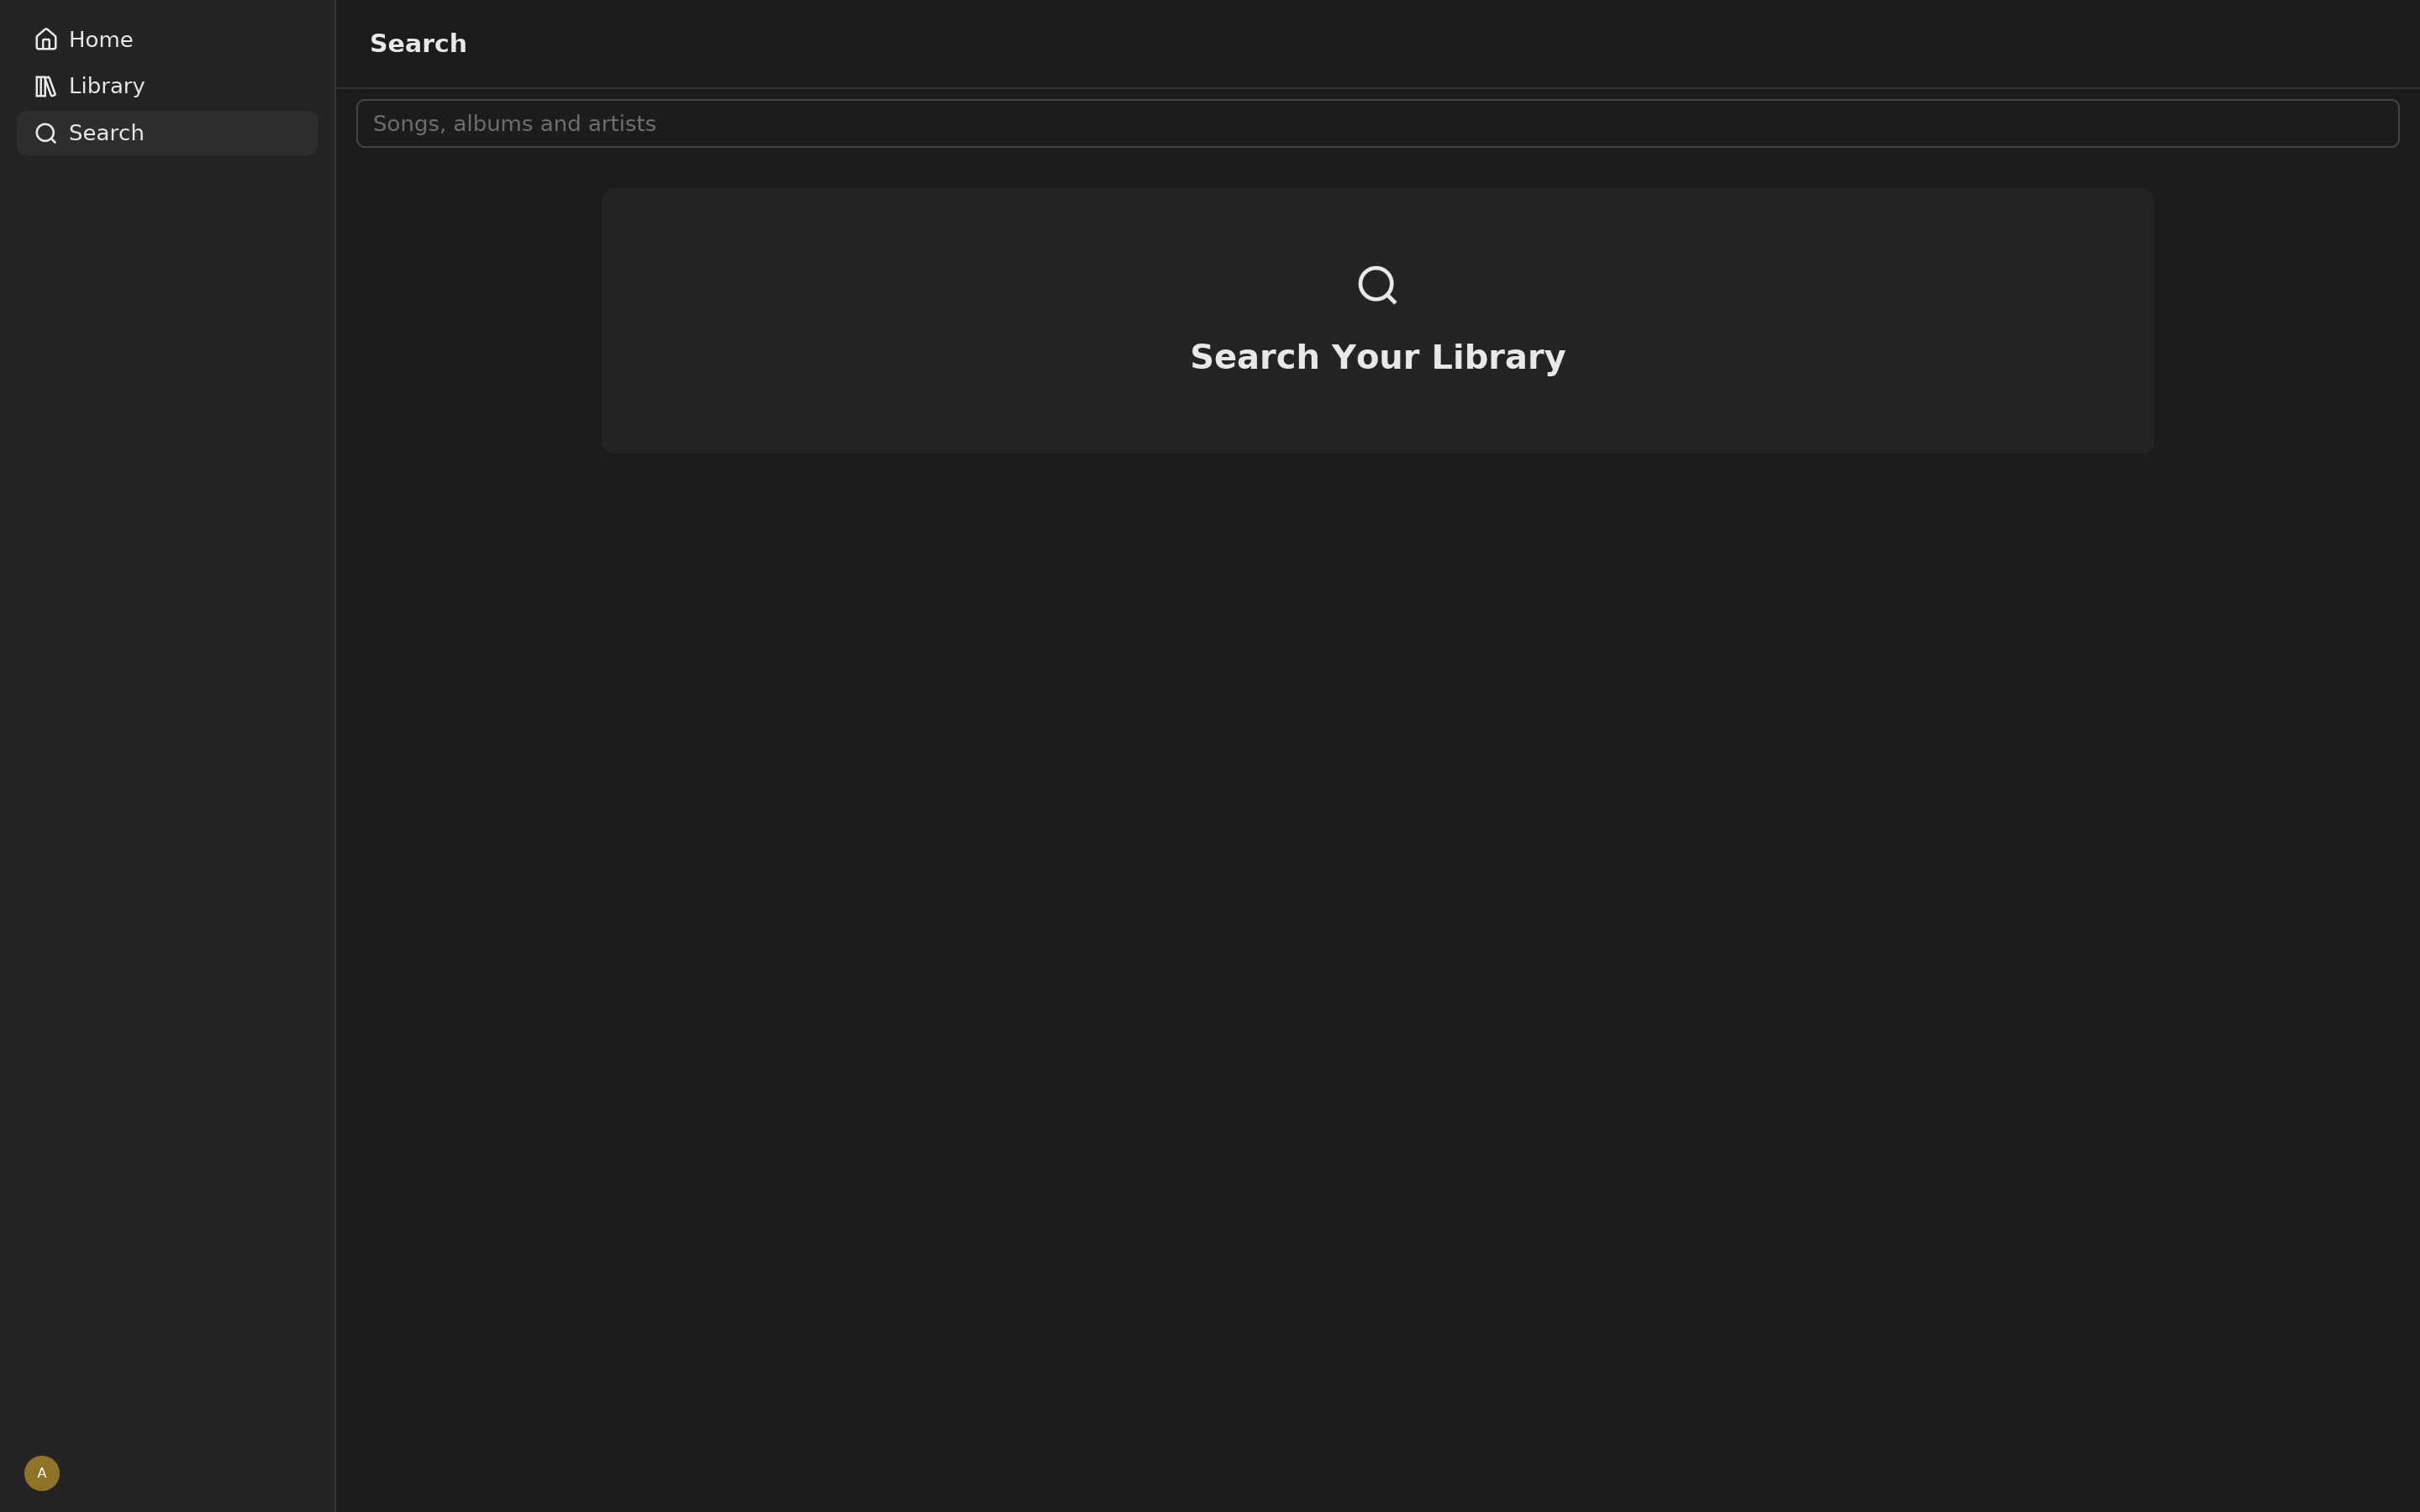 Home
Library
Search
Search
Songs, albums and artists
Search Your Library
A